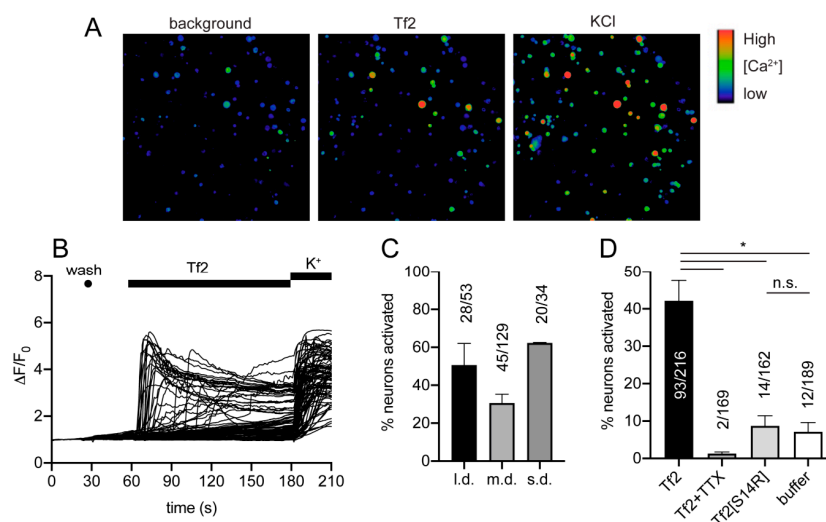 A
background
Tf2
KCl
High
[Ca²⁺]
low
B
wash
Tf2
K⁺
8
6
4
2
0
ΔF/F₀
0 30 60 90 120 150 180 210
time (s)
C
100
80
60
40
20
0
% neurons activated
28/53
45/129
20/34
l.d. m.d. s.d.
D
*
n.s.
50
40
30
20
10
0
% neurons activated
93/216
2/169
14/162
12/189
Tf2
Tf2+TTX
Tf2[S14R]
buffer